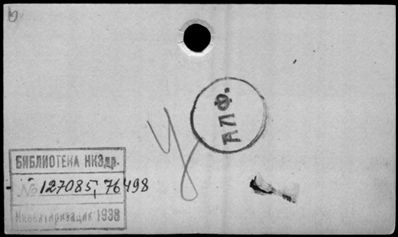 АЛФ.
У
БИБЛИОТЕКА НКЗдр.
№ 127085, 76498
Инвентаризация 1938